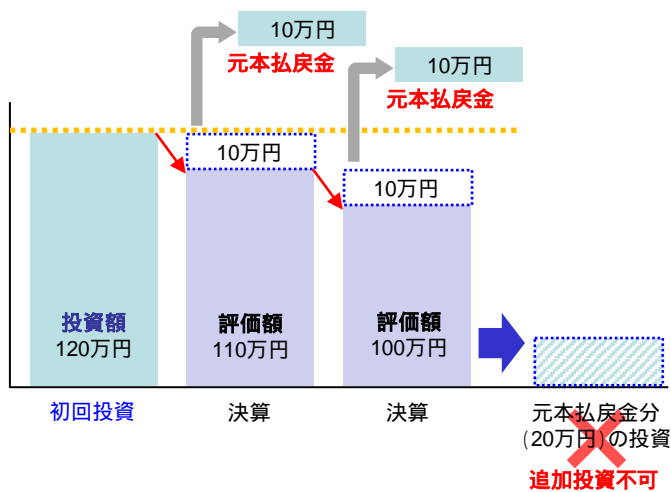 10万円
元本払戻金
10万円
元本払戻金
10万円
10万円
投資額
120万円
評価額
110万円
評価額
100万円
初回投資
決算
決算
元本払戻金分
(20万円)の投資
追加投資不可